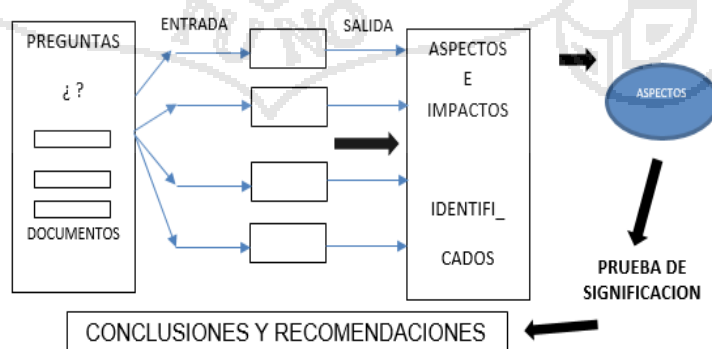 ENTRADA
SALIDA
PREGUNTAS
¿ ?
DOCUMENTOS
ASPECTOS
E
IMPACTOS
IDENTIFI_
CADOS
ASPECTOS
PRUEBA DE
SIGNIFICACION
CONCLUSIONES Y RECOMENDACIONES